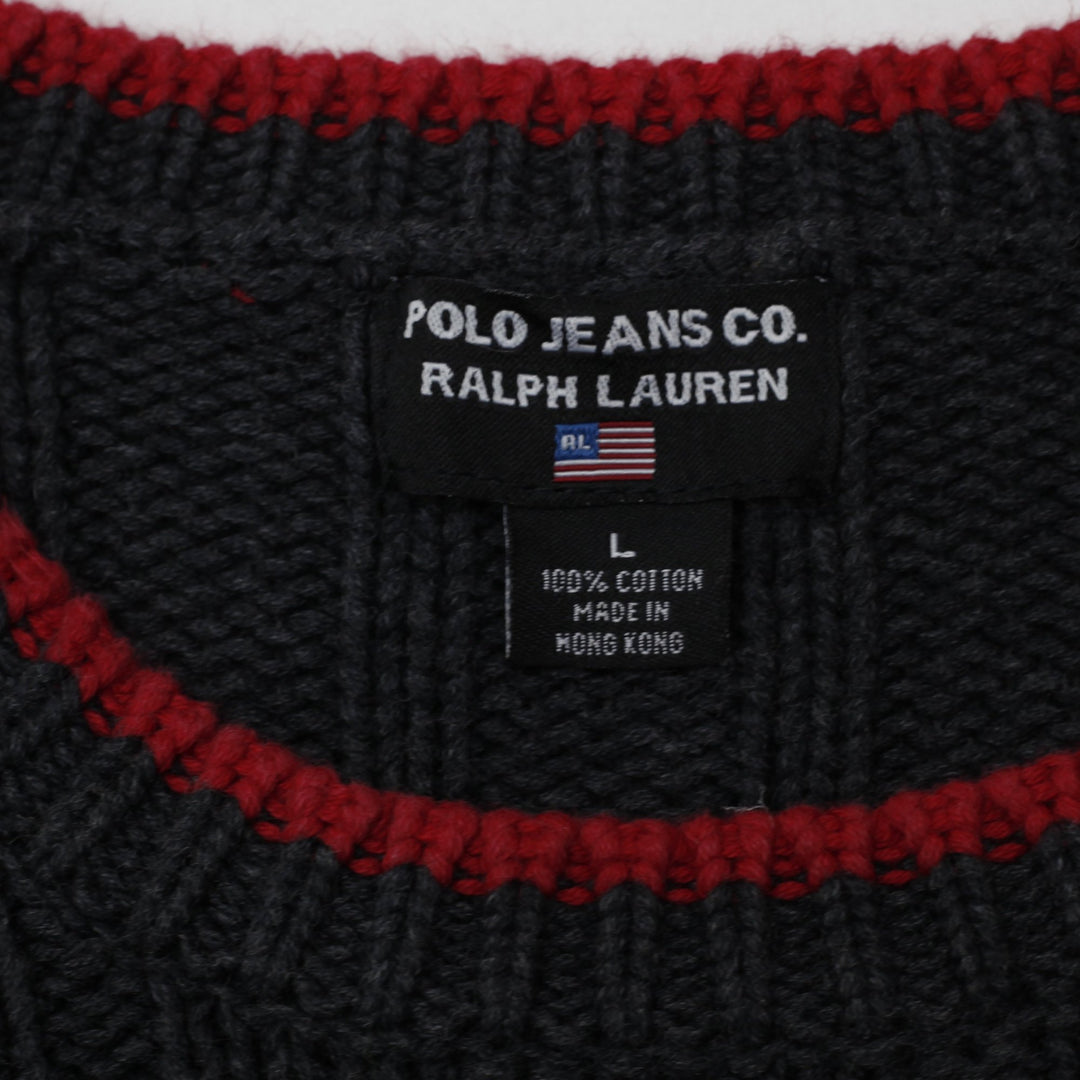 POLO JEANS CO.
RALPH LAUREN
RL
L
100% COTTON
MADE IN
HONG KONG